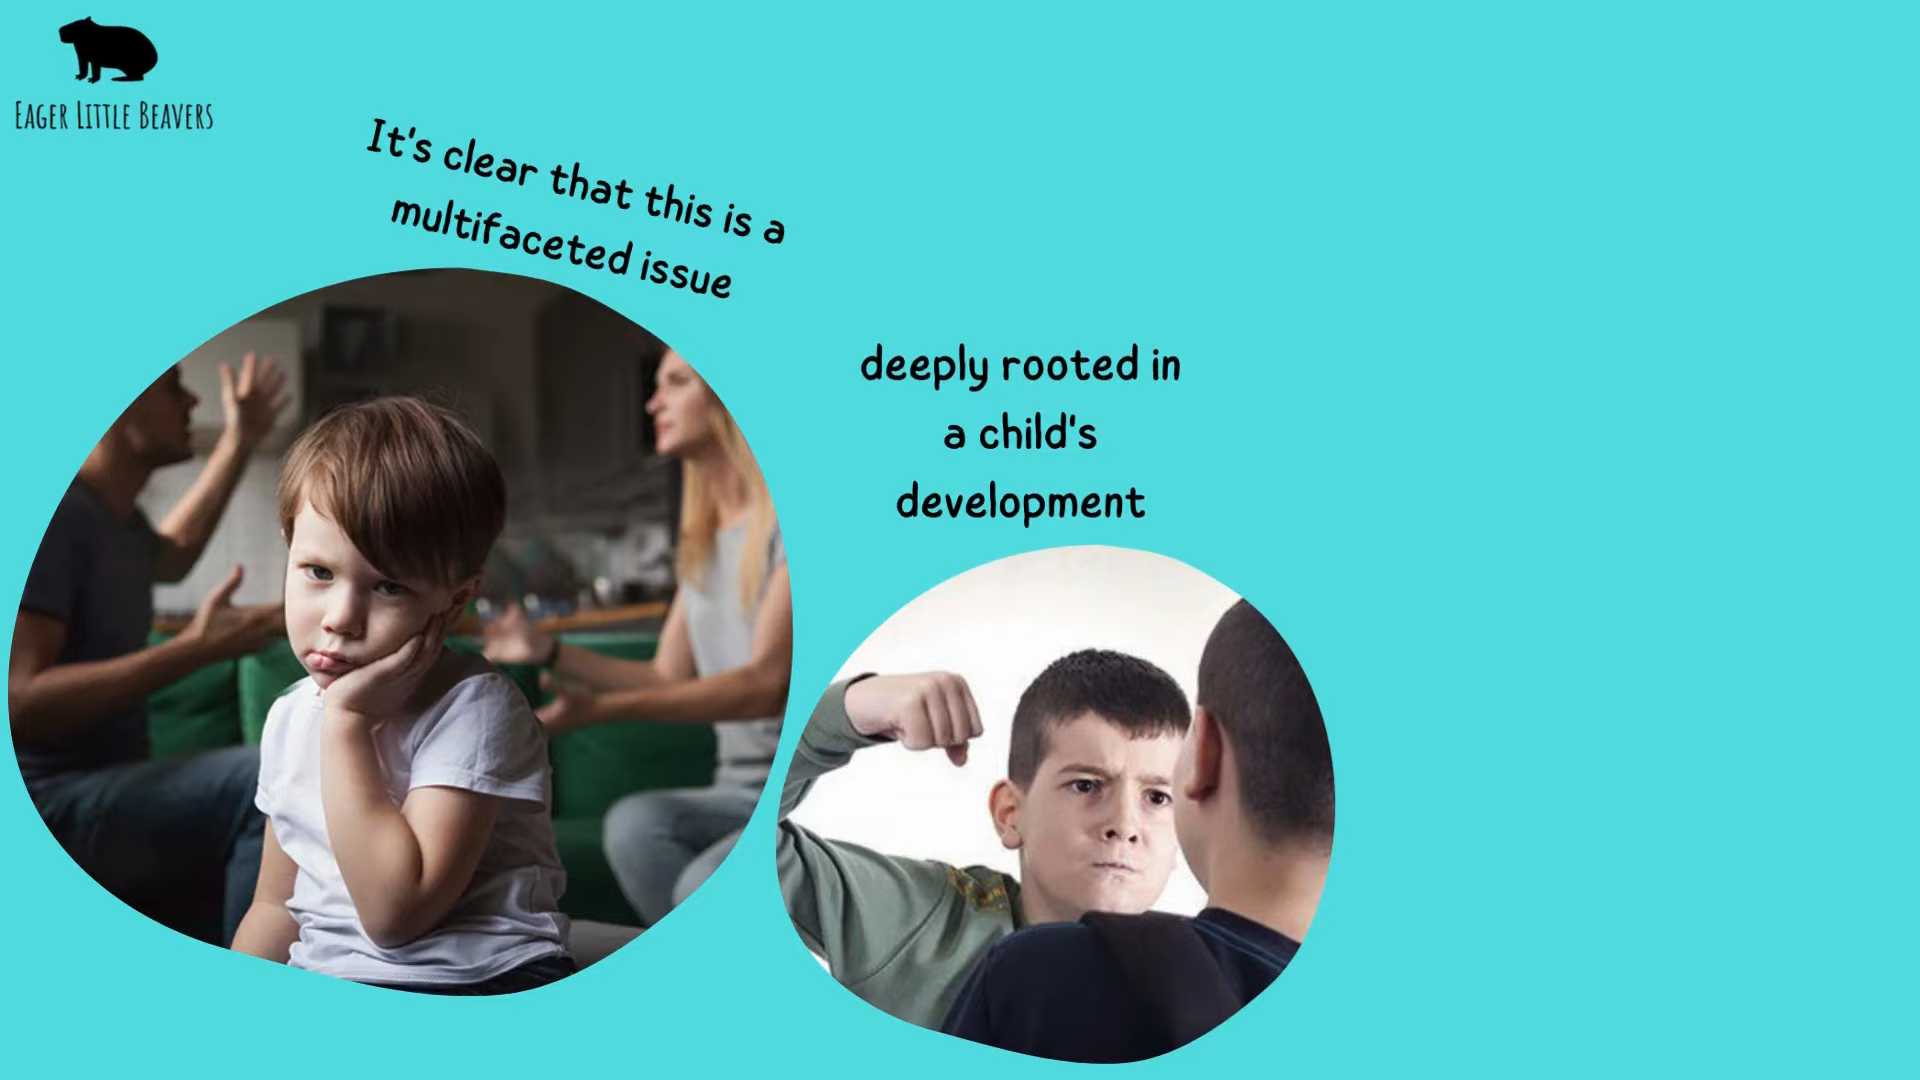 EAGER LITTLE BEAVERS
It's clear that this is a
multifaceted issue
deeply rooted in
a child's
development